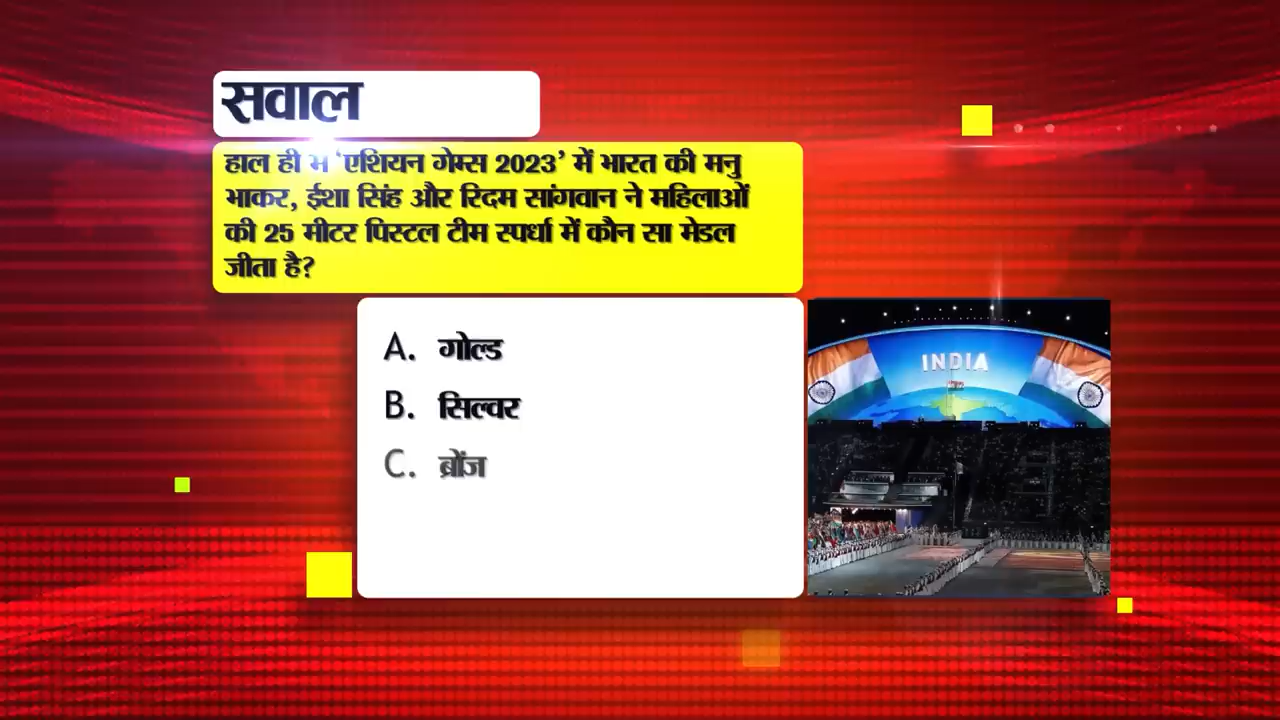 सवाल
हाल ही में 'एशियन गेम्स 2023' में भारत की मनु
भाकर, ईशा सिंह और रिदम सांगवान ने महिलाओं
की 25 मीटर पिस्टल टीम स्पर्धा में कौन सा मेडल
जीता है?
A. गोल्ड
B. सिल्वर
C. ब्रोंज
INDIA